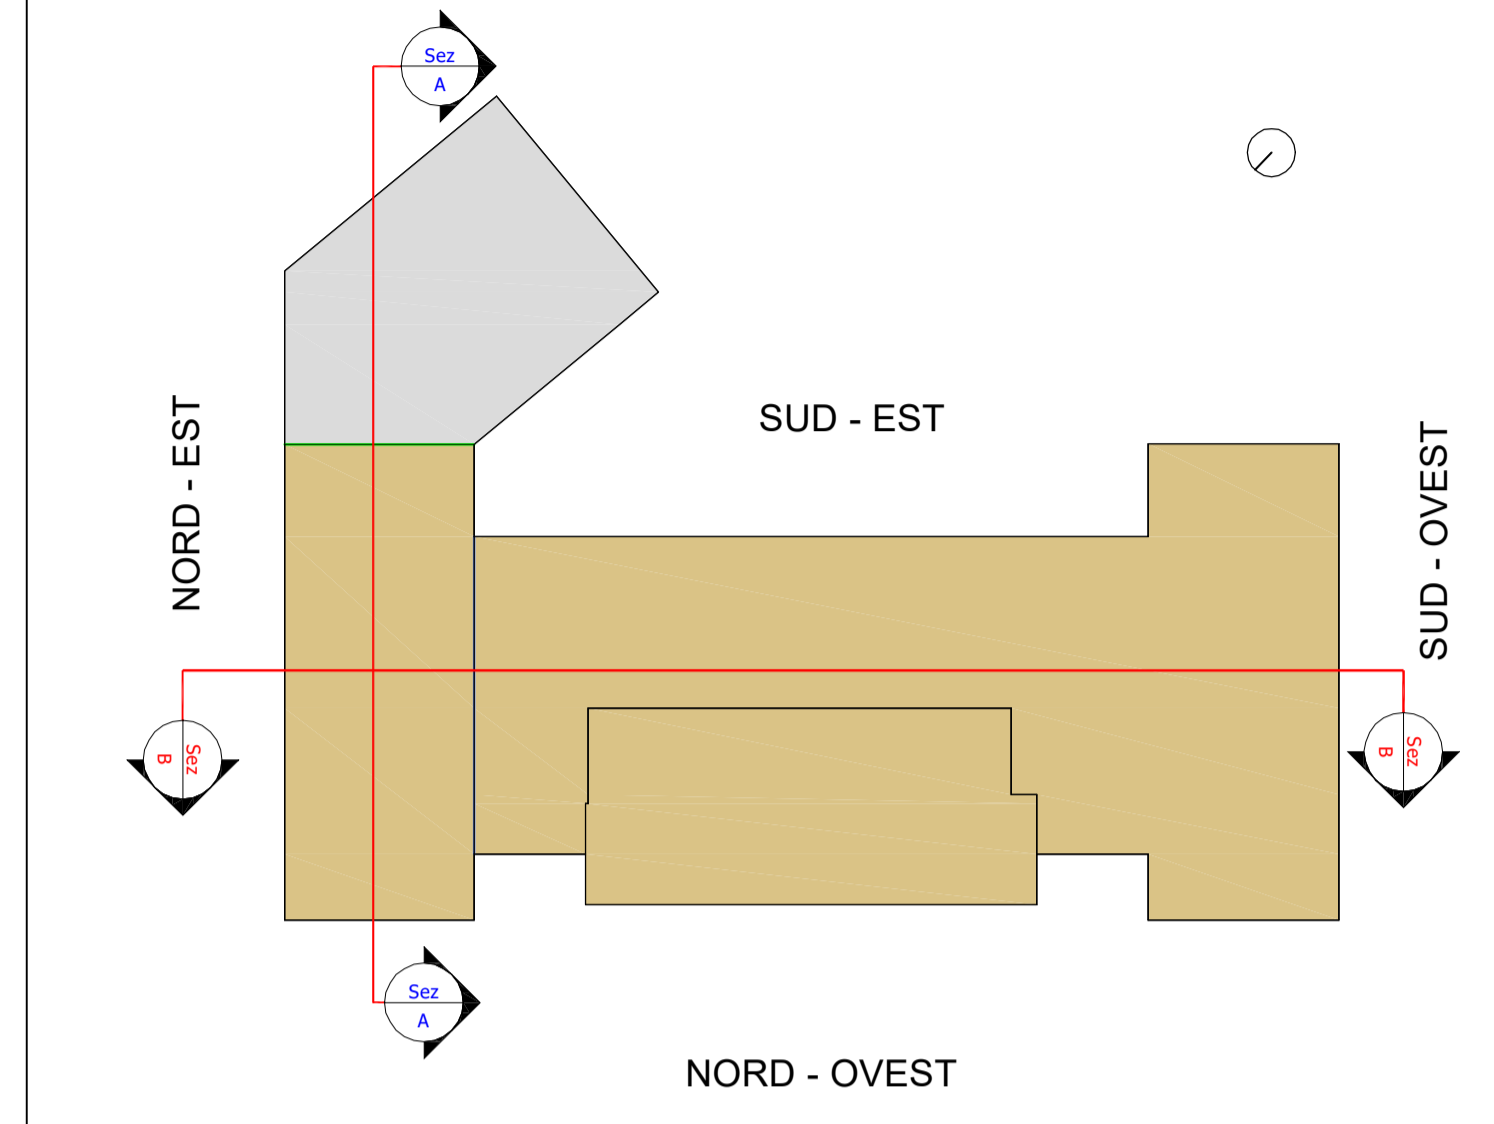 Sez
A
SUD - EST
NORD - EST
SUD - OVEST
Sez
B
Sez
B
Sez
A
NORD - OVEST